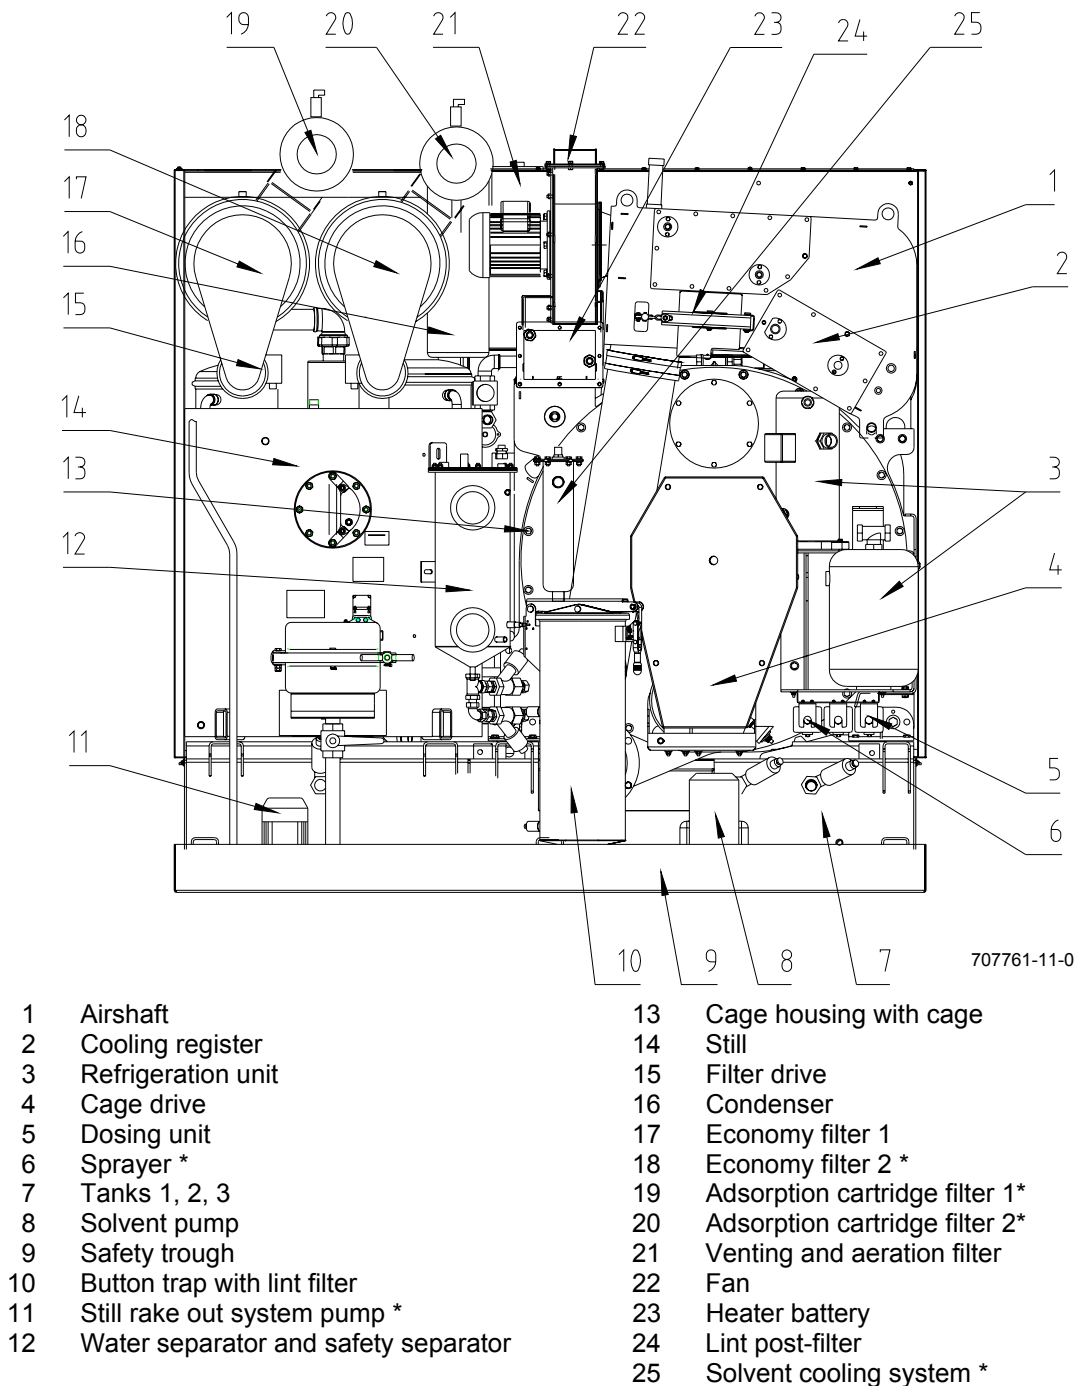 19 20 21 22 23 24 25
18
17
16
15
14
13
12
11
1
2
3
4
5
6
10 9 8 7
707761-11-0
1 Airshaft
2 Cooling register
3 Refrigeration unit
4 Cage drive
5 Dosing unit
6 Sprayer *
7 Tanks 1, 2, 3
8 Solvent pump
9 Safety trough
10 Button trap with lint filter
11 Still rake out system pump *
12 Water separator and safety separator
13 Cage housing with cage
14 Still
15 Filter drive
16 Condenser
17 Economy filter 1
18 Economy filter 2 *
19 Adsorption cartridge filter 1*
20 Adsorption cartridge filter 2*
21 Venting and aeration filter
22 Fan
23 Heater battery
24 Lint post-filter
25 Solvent cooling system *